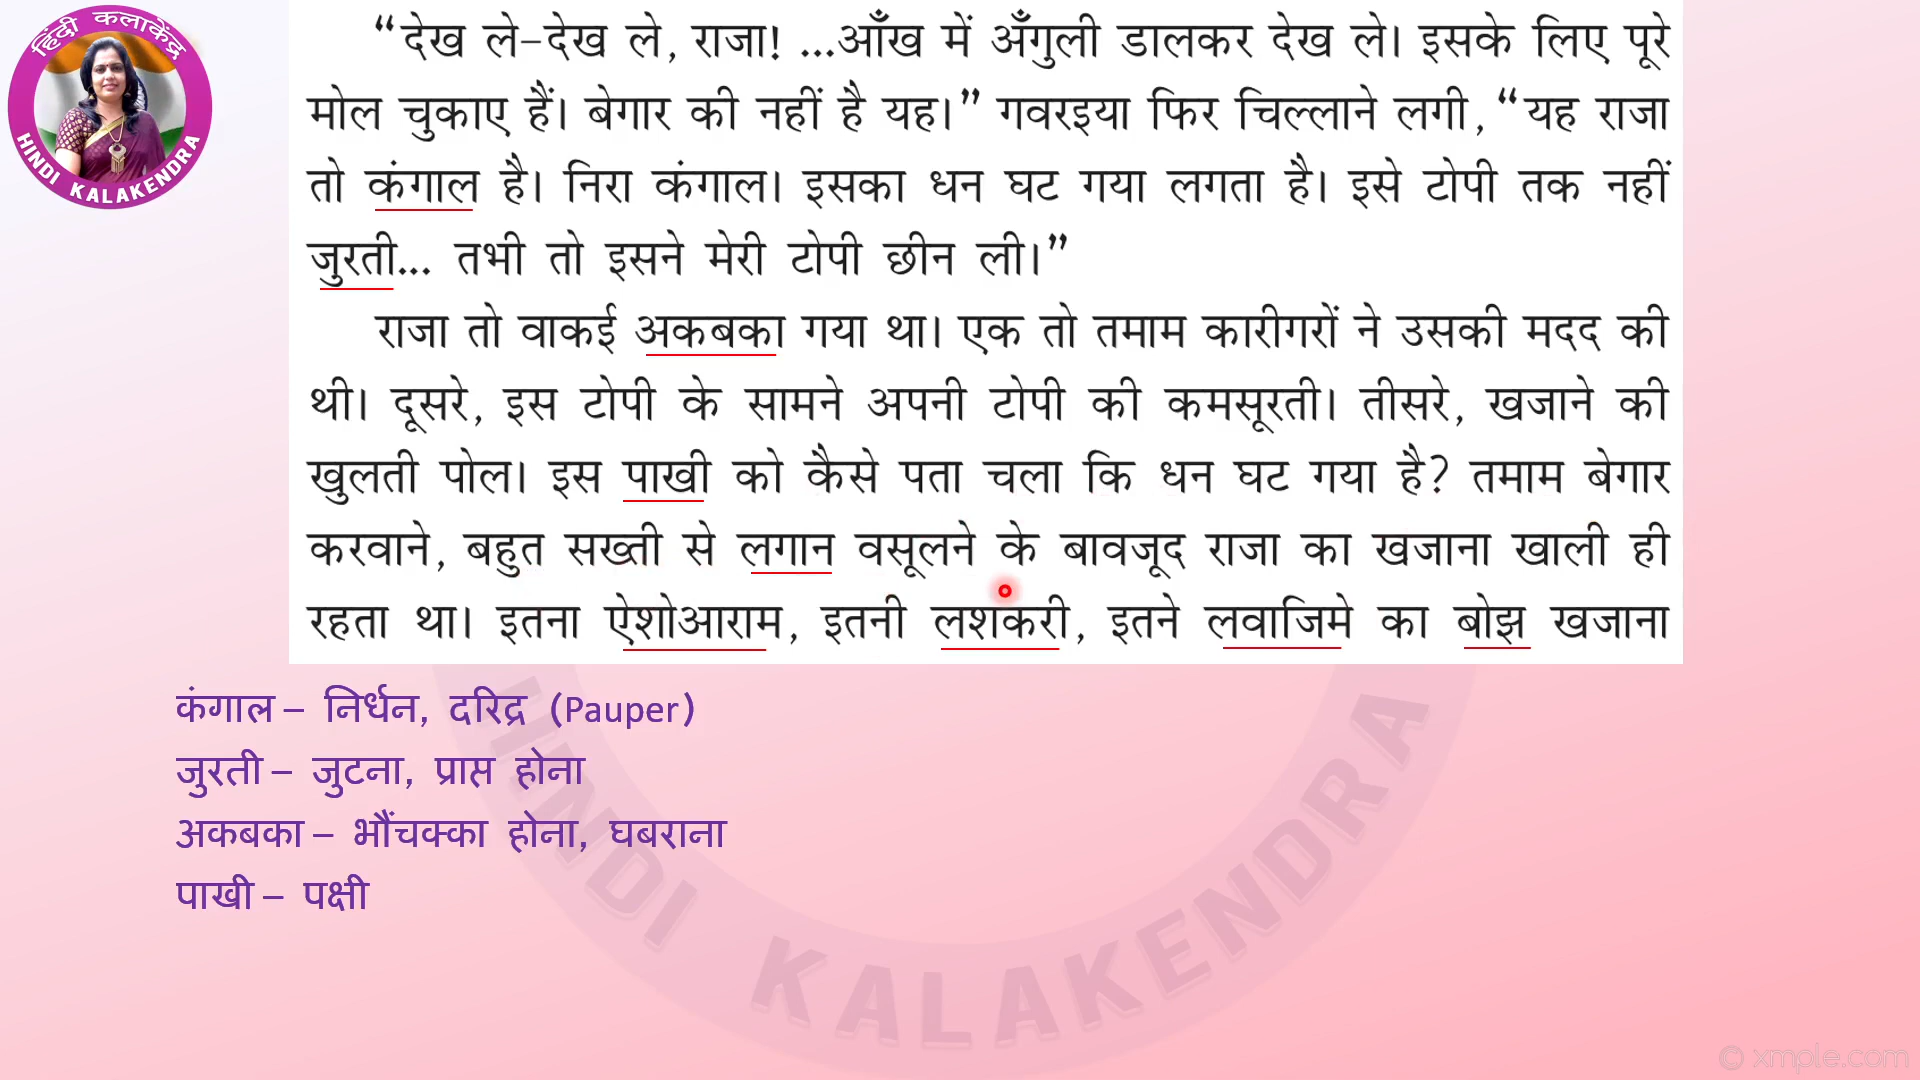 हिंदी कलाकेंद्र
HINDI KALAKENDRA
“देख ले–देख ले, राजा! ...आँख में अँगुली डालकर देख ले। इसके लिए पूरे
मोल चुकाए हैं। बेगार की नहीं है यह।” गवरइया फिर चिल्लाने लगी, “यह राजा
तो कंगाल है। निरा कंगाल। इसका धन घट गया लगता है। इसे टोपी तक नहीं
जुरती... तभी तो इसने मेरी टोपी छीन ली।”
राजा तो वाकई अकबका गया था। एक तो तमाम कारीगरों ने उसकी मदद की
थी। दूसरे, इस टोपी के सामने अपनी टोपी की कमसूरती। तीसरे, खजाने की
खुलती पोल। इस पाखी को कैसे पता चला कि धन घट गया है? तमाम बेगार
करवाने, बहुत सख्ती से लगान वसूलने के बावजूद राजा का खजाना खाली ही
रहता था। इतना ऐशोआराम, इतनी लशकरी, इतने लवाजिमे का बोझ खजाना
कंगाल – निर्धन, दरिद्र (Pauper)
जुरती – जुटना, प्राप्त होना
अकबका – भौंचक्का होना, घबराना
पाखी – पक्षी
HINDI KALAKENDRA
© xmple.com